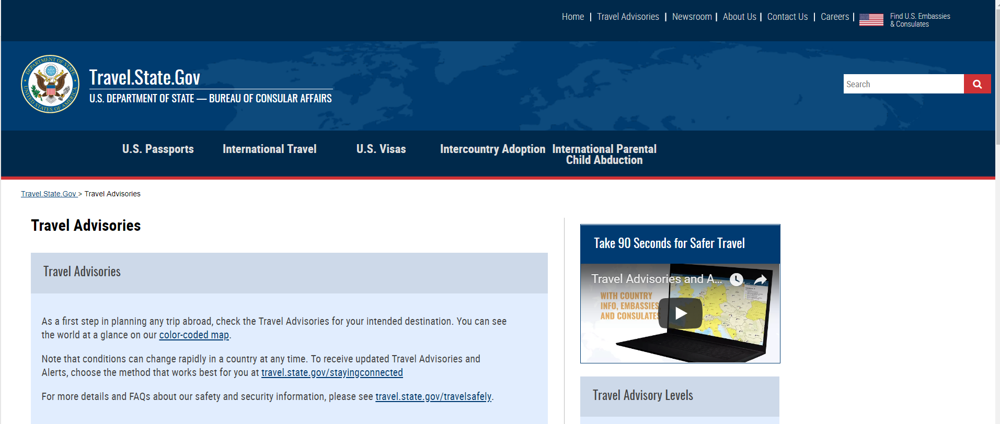 Home | Travel Advisories | Newsroom | About Us | Contact Us | Careers | Find U.S. Embassies
& Consulates
DEPARTMENT OF STATE
UNITED STATES OF AMERICA
Travel.State.Gov
U.S. DEPARTMENT OF STATE — BUREAU OF CONSULAR AFFAIRS
Search
U.S. Passports
International Travel
U.S. Visas
Intercountry Adoption
International Parental
Child Abduction
Travel.State.Gov > Travel Advisories
Travel Advisories
Travel Advisories
As a first step in planning any trip abroad, check the Travel Advisories for your intended destination. You can see
the world at a glance on our color-coded map.
Note that conditions can change rapidly in a country at any time. To receive updated Travel Advisories and
Alerts, choose the method that works best for you at travel.state.gov/stayingconnected
For more details and FAQs about our safety and security information, please see travel.state.gov/travelsafely.
Take 90 Seconds for Safer Travel
Travel Advisories and A...
WITH COUNTRY
INFO, EMBASSIES,
AND CONSULATES
Travel Advisory Levels